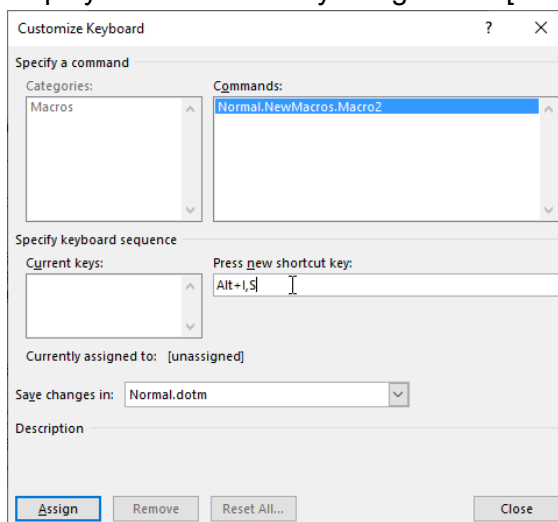 Customize Keyboard ? ×
Specify a command
Categories: Commands:
Macros Normal.NewMacros.Macro2
Specify keyboard sequence
Current keys: Press new shortcut key:
Alt+I,S
Currently assigned to: [unassigned]
Save changes in: Normal.dotm
Description
Assign Remove Reset All... Close